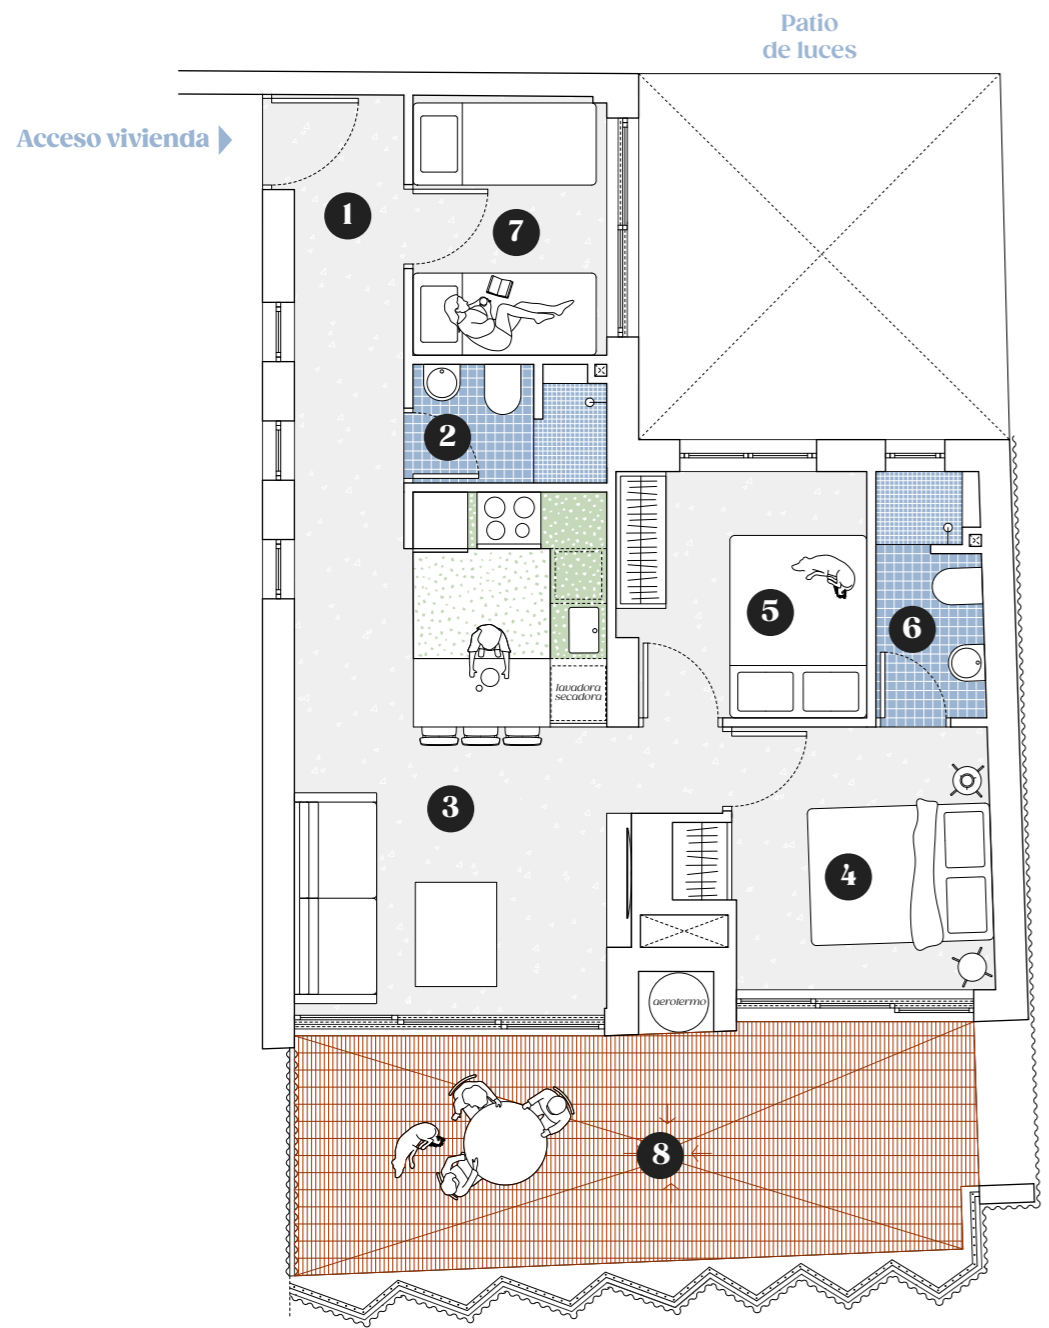 Patio
de luces
Acceso vivienda
1
7
2
5
6
lavadora
secadora
3
4
aerotermo
8